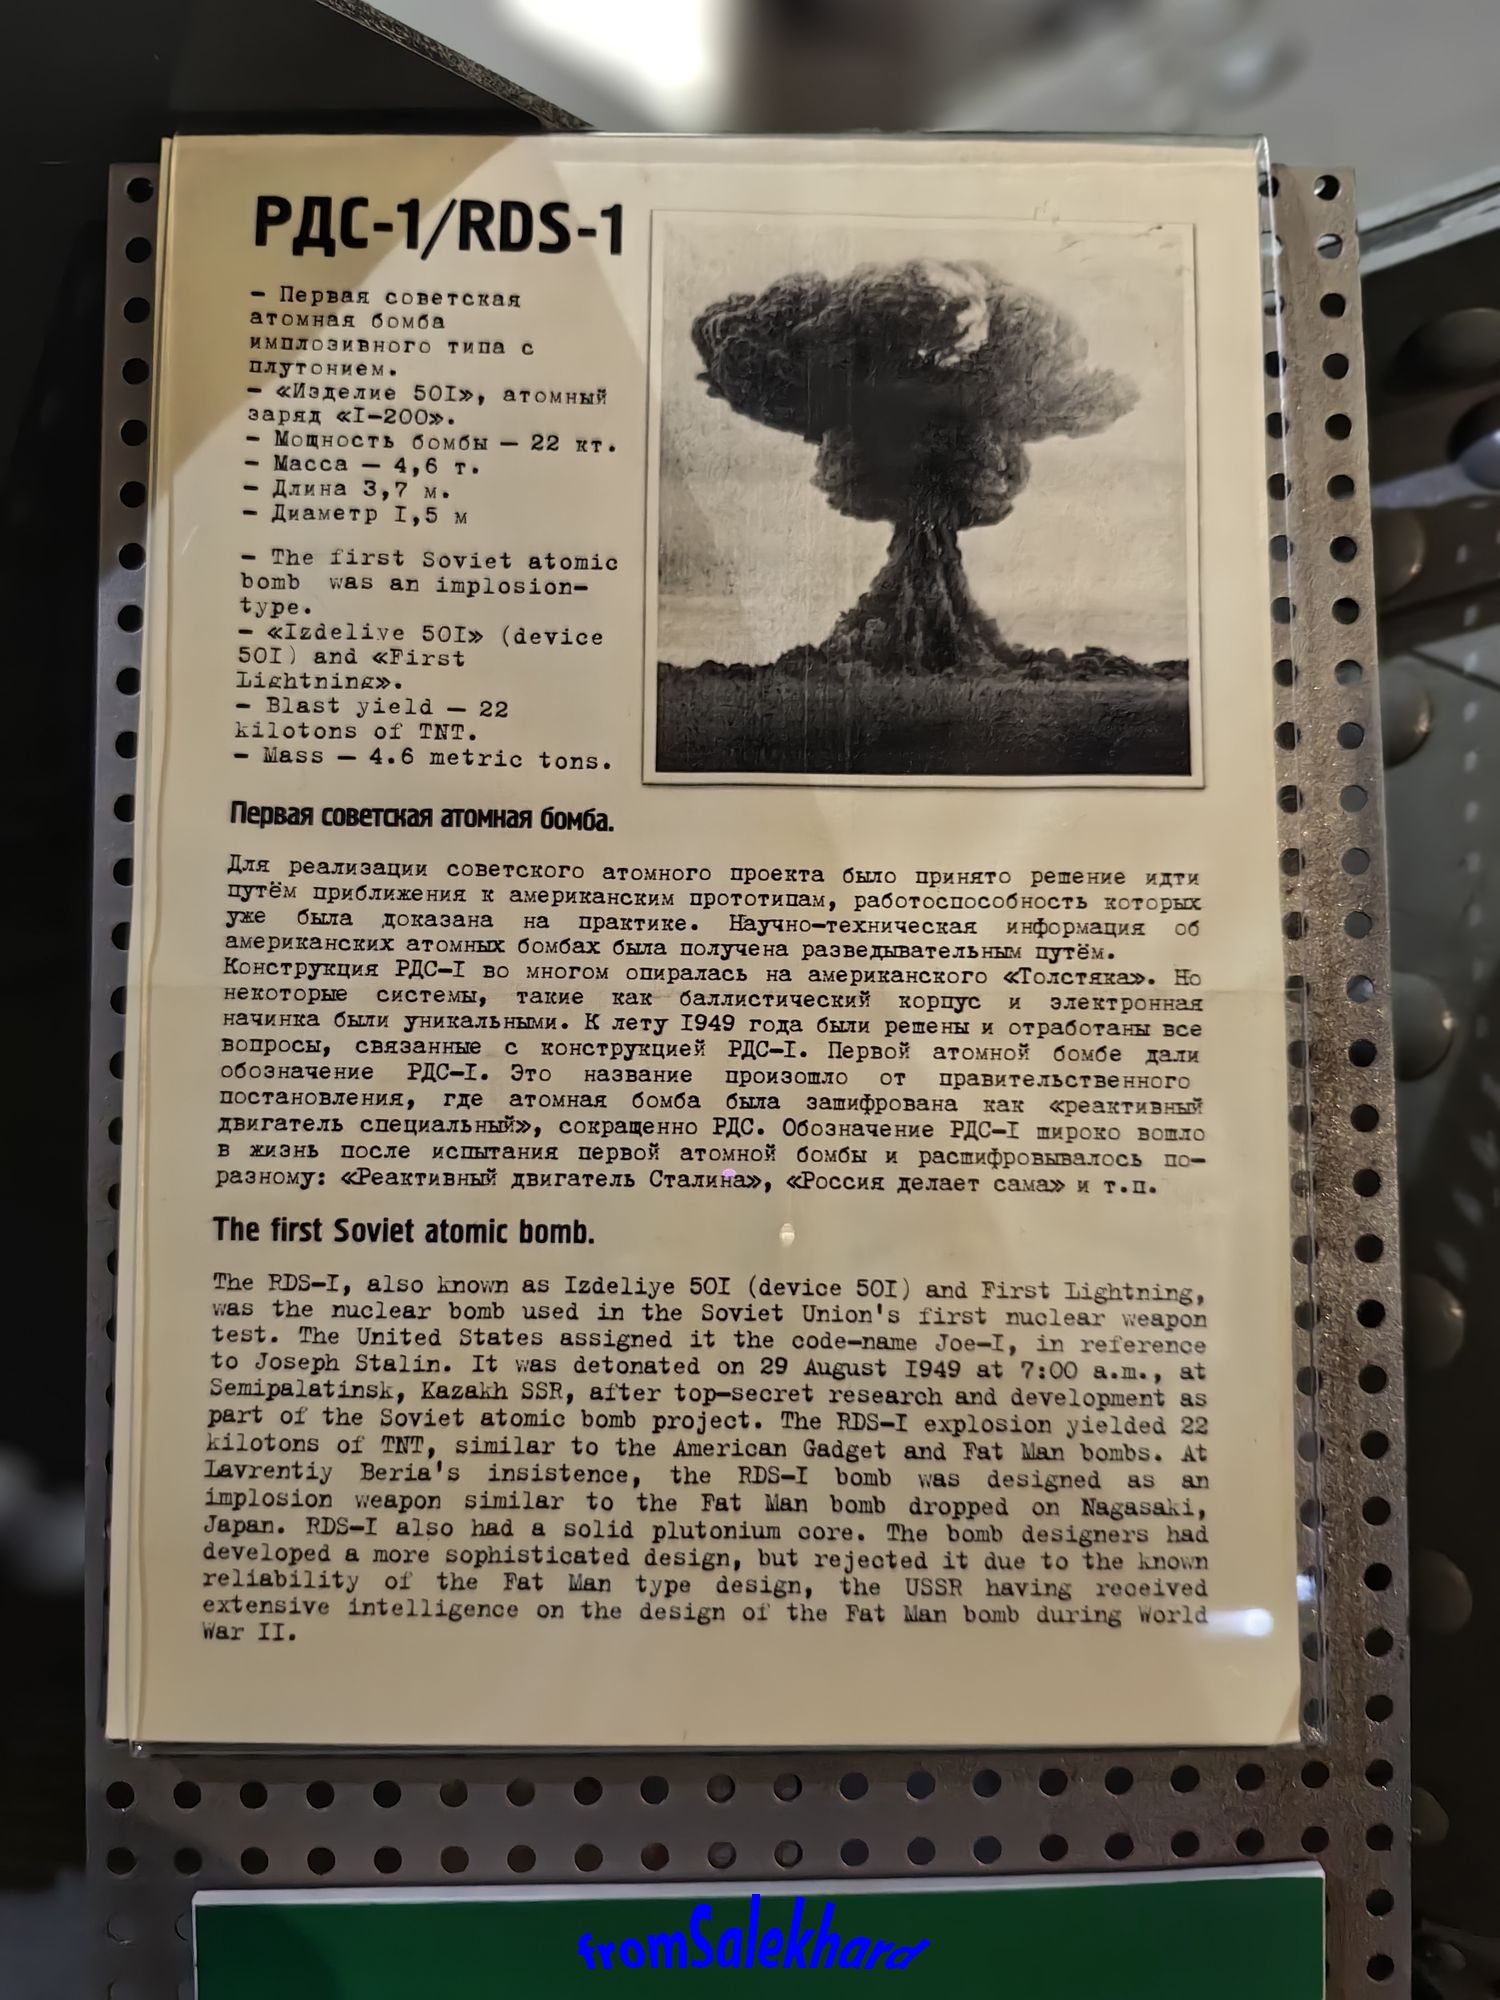 РДС-1/RDS-1
– Первая советская
атомная бомба
имплозивного типа с
плутонием.
– «Изделие 50I», атомный
заряд «I-200».
– Мощность бомбы – 22 кт.
– Масса – 4,6 т.
– Длина 3,7 м.
– Диаметр I,5 м
– The first Soviet atomic
bomb was an implosion-
type.
– «Izdeliye 50I» (device
50I) and «First
Lightning».
– Blast yield – 22
kilotons of TNT.
– Mass – 4.6 metric tons.
Первая советская атомная бомба.
Для реализации советского атомного проекта было принято решение идти
путём приближения к американским прототипам, работоспособность которых
уже была доказана на практике. Научно-техническая информация об
американских атомных бомбах была получена разведывательным путём.
Конструкция РДС-I во многом опиралась на американского «Толстяка». Но
некоторые системы, такие как баллистический корпус и электронная
начинка были уникальными. К лету I949 года были решены и отработаны все
вопросы, связанные с конструкцией РДС-I. Первой атомной бомбе дали
обозначение РДС-I. Это название произошло от правительственного
постановления, где атомная бомба была зашифрована как «реактивный
двигатель специальный», сокращенно РДС. Обозначение РДС-I широко вошло
в жизнь после испытания первой атомной бомбы и расшифровывалось по-
разному: «Реактивный двигатель Сталина», «Россия делает сама» и т.п.
The first Soviet atomic bomb.
The RDS-I, also known as Izdeliye 50I (device 50I) and First Lightning,
was the nuclear bomb used in the Soviet Union's first nuclear weapon
test. The United States assigned it the code-name Joe-I, in reference
to Joseph Stalin. It was detonated on 29 August I949 at 7:00 a.m., at
Semipalatinsk, Kazakh SSR, after top-secret research and development as
part of the Soviet atomic bomb project. The RDS-I explosion yielded 22
kilotons of TNT, similar to the American Gadget and Fat Man bombs. At
Lavrentiy Beria's insistence, the RDS-I bomb was designed as an
implosion weapon similar to the Fat Man bomb dropped on Nagasaki,
Japan. RDS-I also had a solid plutonium core. The bomb designers had
developed a more sophisticated design, but rejected it due to the known
reliability of the Fat Man type design, the USSR having received
extensive intelligence on the design of the Fat Man bomb during World
War II.
fromSalekhard